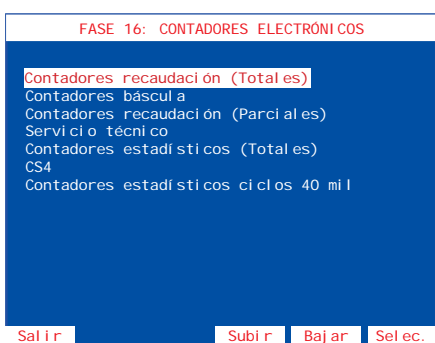 FASE 16: CONTADORES ELECTRÓNICOS
Contadores recaudación (Totales)
Contadores báscula
Contadores recaudación (Parciales)
Servicio técnico
Contadores estadísticos (Totales)
CS4
Contadores estadísticos ciclos 40 mil
Salir Subir Bajar Selec.